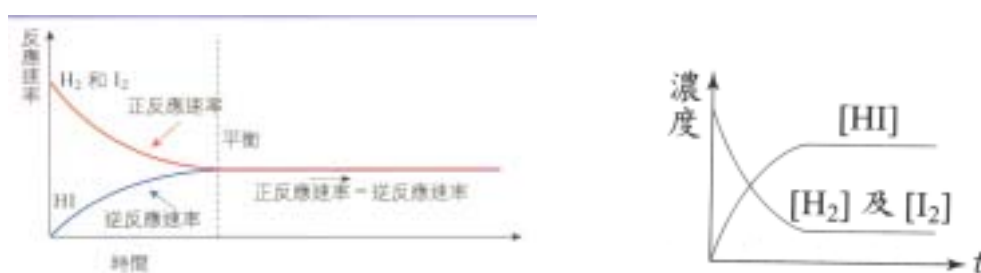 反應速率
H₂ 和 I₂
正反應速率
平衡
HI
逆反應速率
正反應速率 = 逆反應速率
時間
濃度
[HI]
[H₂] 及 [I₂]
t